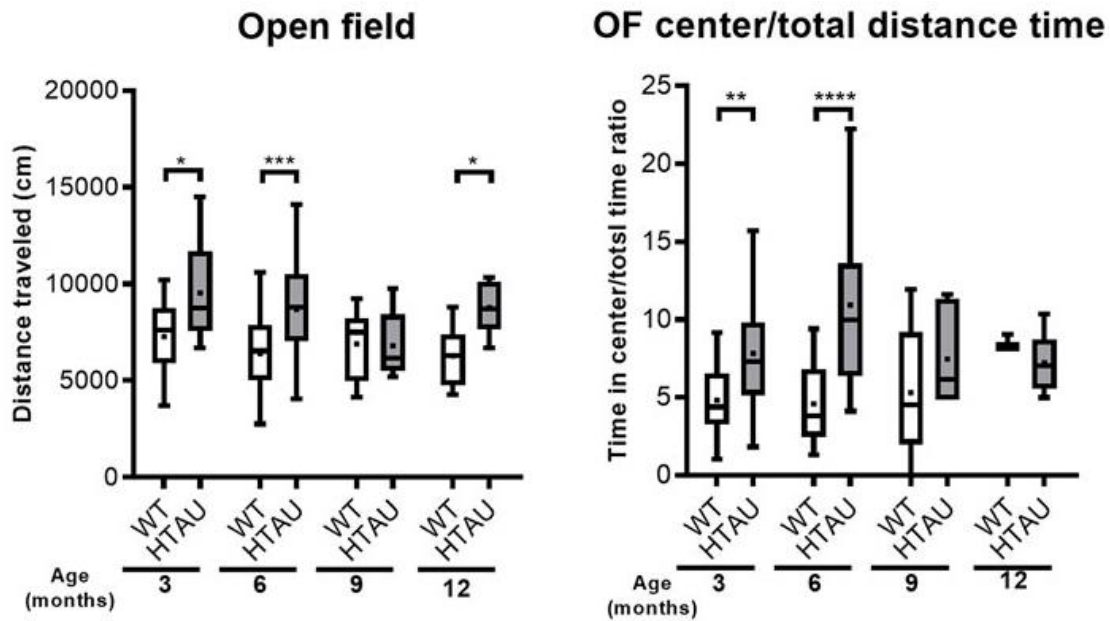 Open field
Distance traveled (cm)
20000
15000
10000
5000
0
*
***
*
WT
HTAU
WT
HTAU
WT
HTAU
WT
HTAU
Age
(months)
3
6
9
12
OF center/total distance time
Time in center/totsl time ratio
25
20
15
10
5
0
**
****
WT
HTAU
WT
HTAU
WT
HTAU
WT
HTAU
Age
(months)
3
6
9
12